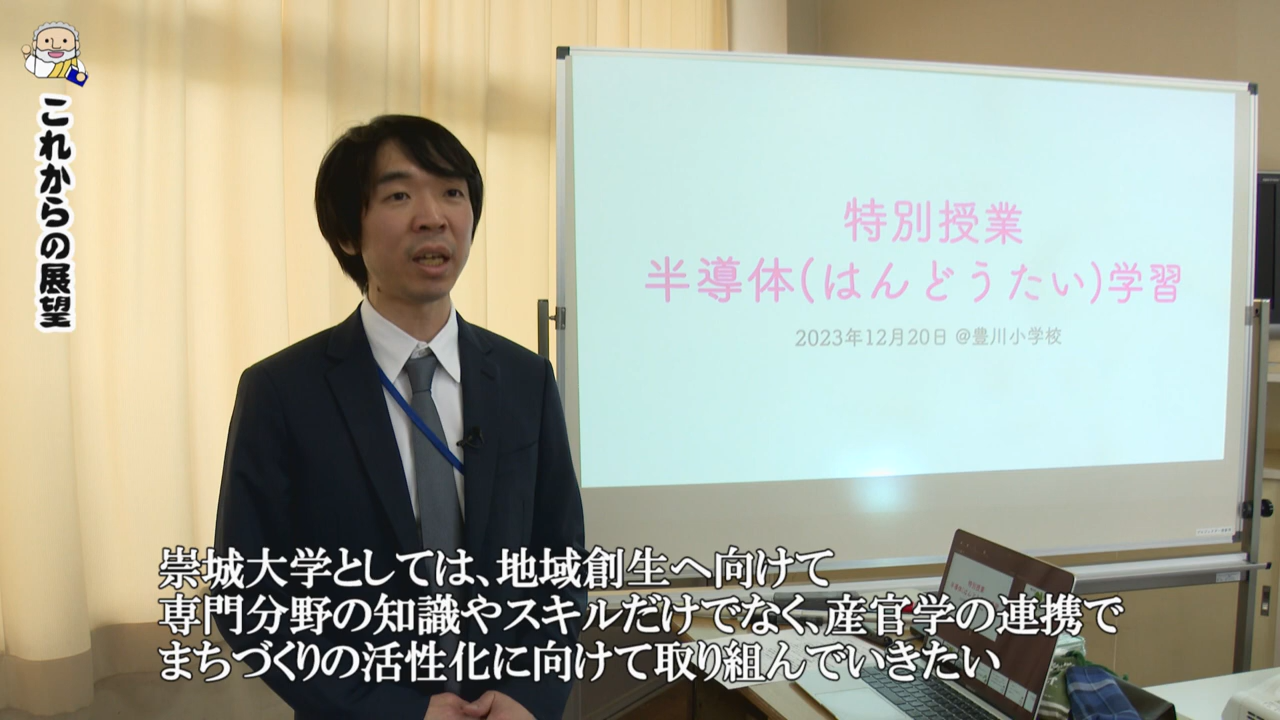 これからの展望
特別授業
半導体(はんどうたい)学習
2023年12月20日 @豊川小学校
崇城大学としては、地域創生へ向けて
専門分野の知識やスキルだけでなく、産官学の連携で
まちづくりの活性化に向けて取り組んでいきたい